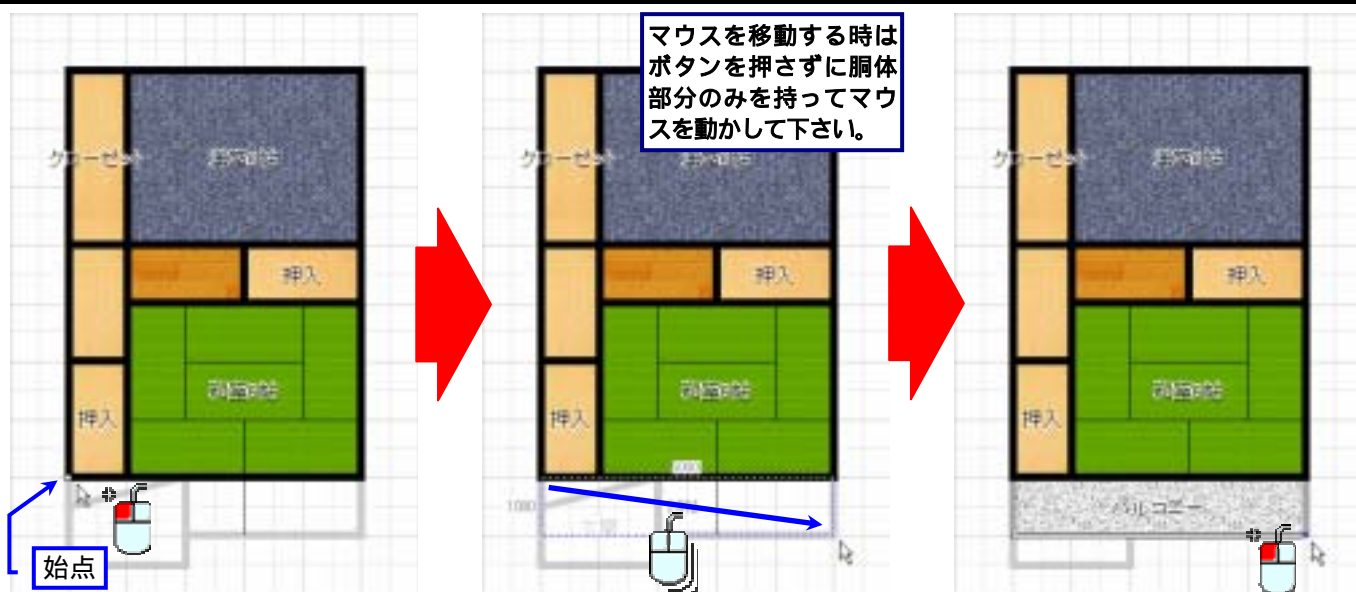 マウスを移動する時は
ボタンを押さずに胴体
部分のみを持ってマウ
スを動かして下さい。
クローゼット
押入
押入
始点
クローゼット
押入
押入
1000
クローゼット
押入
押入
バルコニー